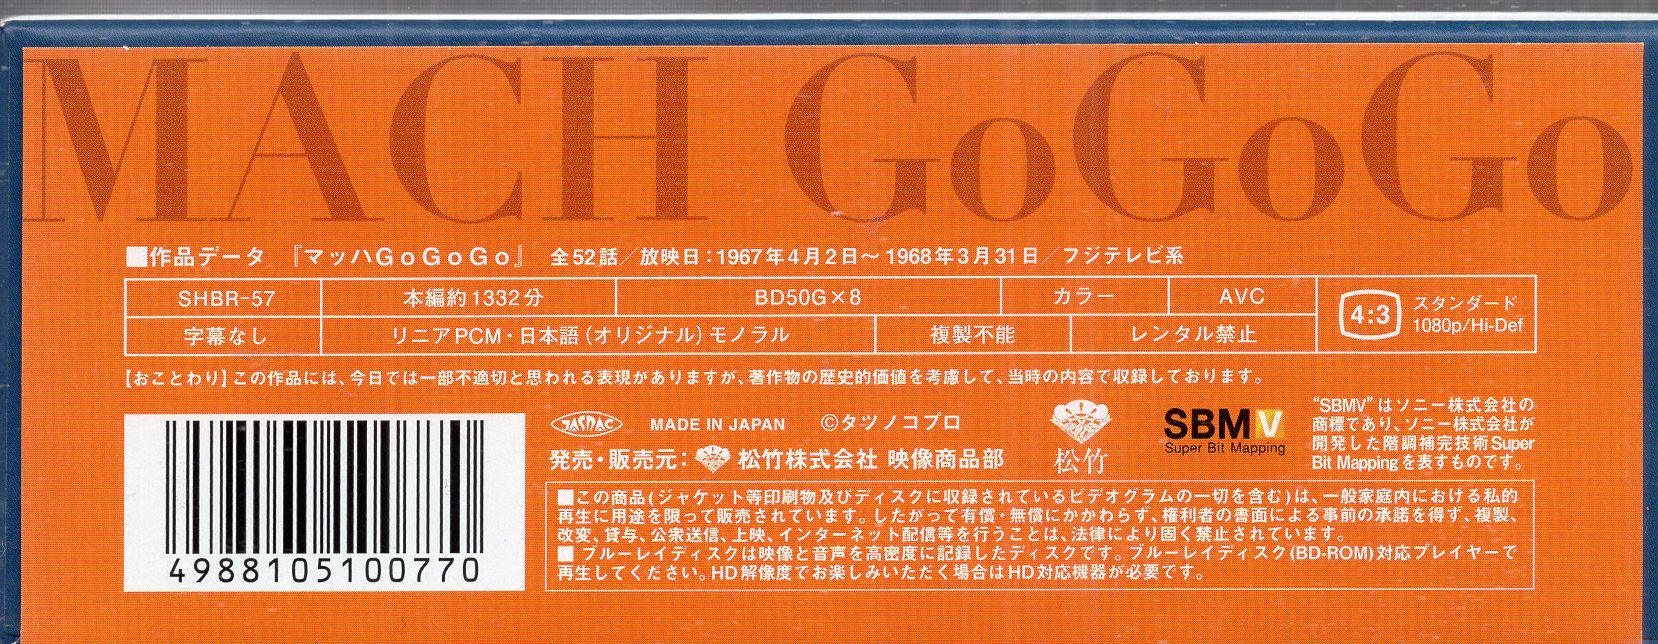 MACH GoGoGo
■作品データ 『マッハGoGoGo』 全52話／放映日：1967年4月2日～1968年3月31日／フジテレビ系
SHBR-57 本編約1332分 BD50G×8 カラー AVC
字幕なし リニアPCM・日本語（オリジナル）モノラル 複製不能 レンタル禁止
4:3 スタンダード
1080p/Hi-Def
【おことわり】この作品には、今日では一部不適切と思われる表現がありますが、著作物の歴史的価値を考慮して、当時の内容で収録しております。
JASRAC MADE IN JAPAN ©タツノコプロ
発売・販売元： 松竹株式会社 映像商品部
松竹
SBMV
Super Bit Mapping
“SBMV”はソニー株式会社の
商標であり、ソニー株式会社が
開発した階調補完技術Super
Bit Mappingを表すものです。
4988105100770
■この商品(ジャケット等印刷物及びディスクに収録されているビデオグラムの一切を含む)は、一般家庭内における私的
再生に用途を限って販売されています。したがって有償・無償にかかわらず、権利者の書面による事前の承諾を得ず、複製、
改変、貸与、公衆送信、上映、インターネット配信等を行うことは、法律により固く禁止されています。
■ ブルーレイディスクは映像と音声を高密度に記録したディスクです。ブルーレイディスク(BD-ROM)対応プレイヤーで
再生してください。HD解像度でお楽しみいただく場合はHD対応機器が必要です。